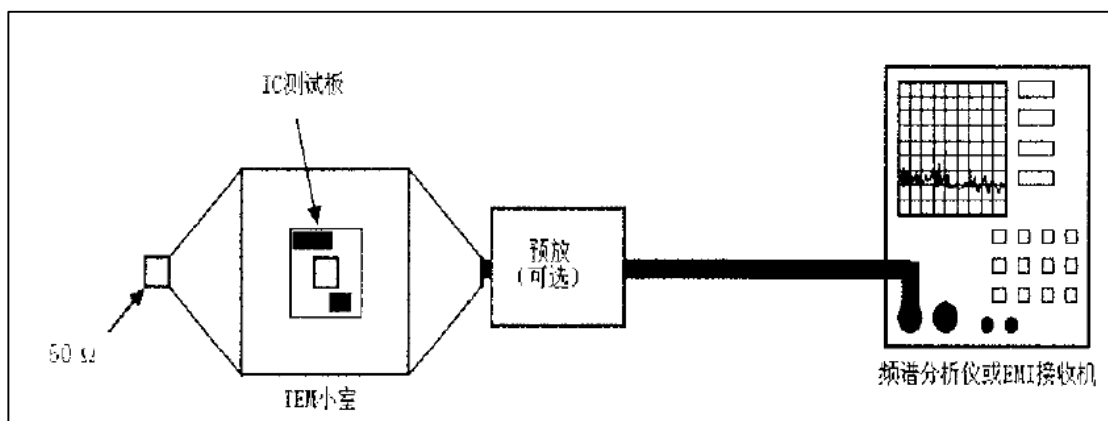 IC测试板
预放
(可选)
50 Ω
TEM小室
频谱分析仪或EMI接收机